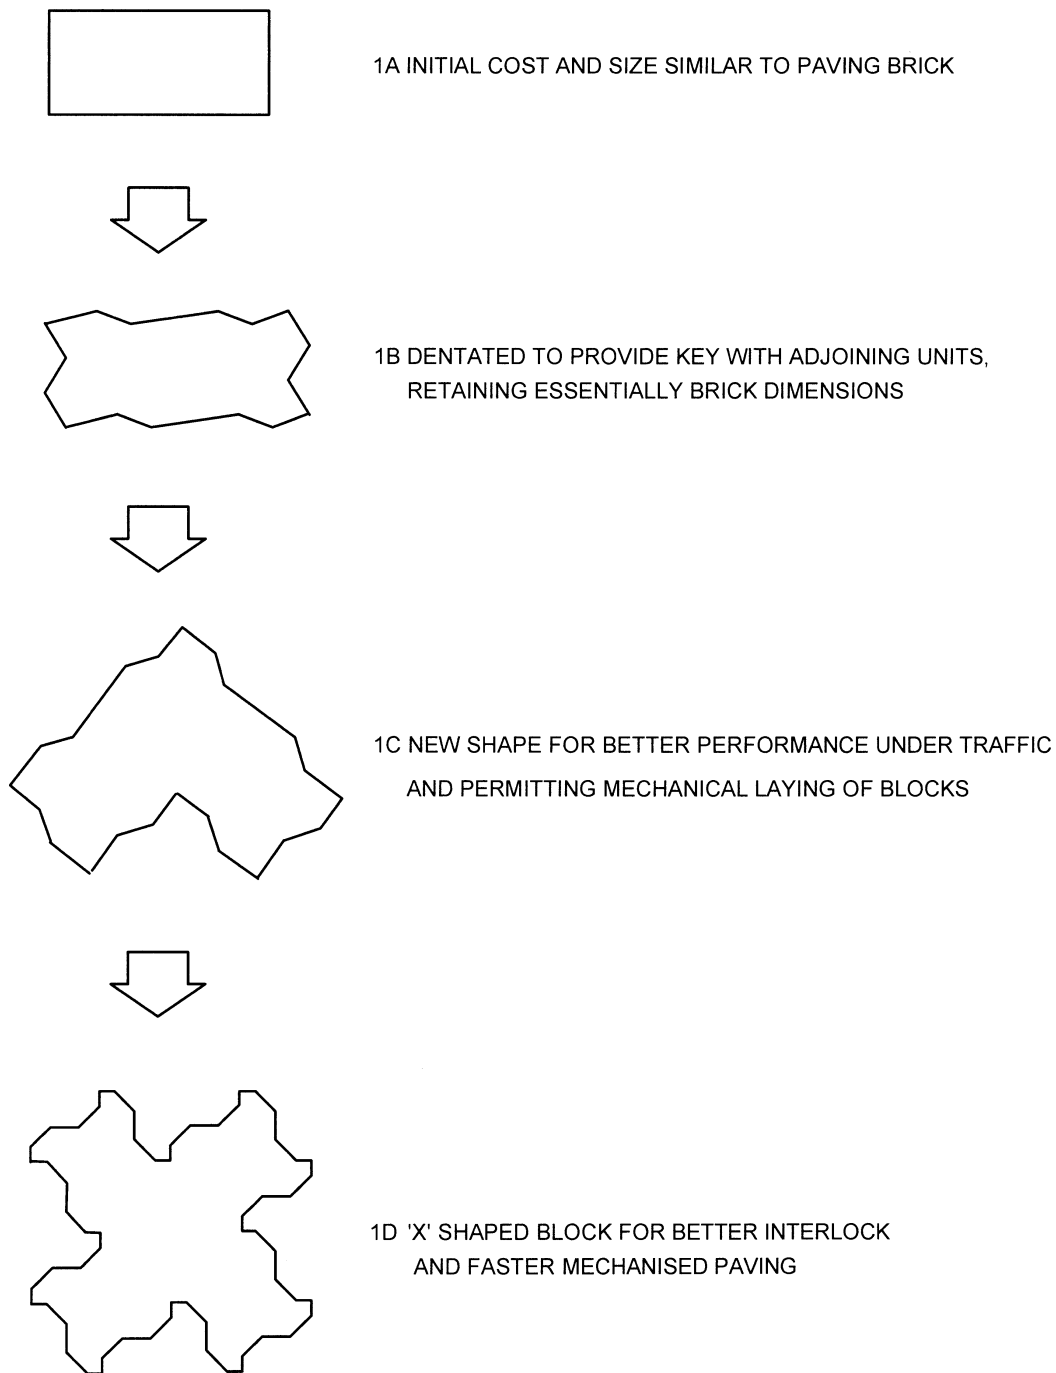 1A INITIAL COST AND SIZE SIMILAR TO PAVING BRICK
1B DENTATED TO PROVIDE KEY WITH ADJOINING UNITS,
RETAINING ESSENTIALLY BRICK DIMENSIONS
1C NEW SHAPE FOR BETTER PERFORMANCE UNDER TRAFFIC
AND PERMITTING MECHANICAL LAYING OF BLOCKS
1D 'X' SHAPED BLOCK FOR BETTER INTERLOCK
AND FASTER MECHANISED PAVING